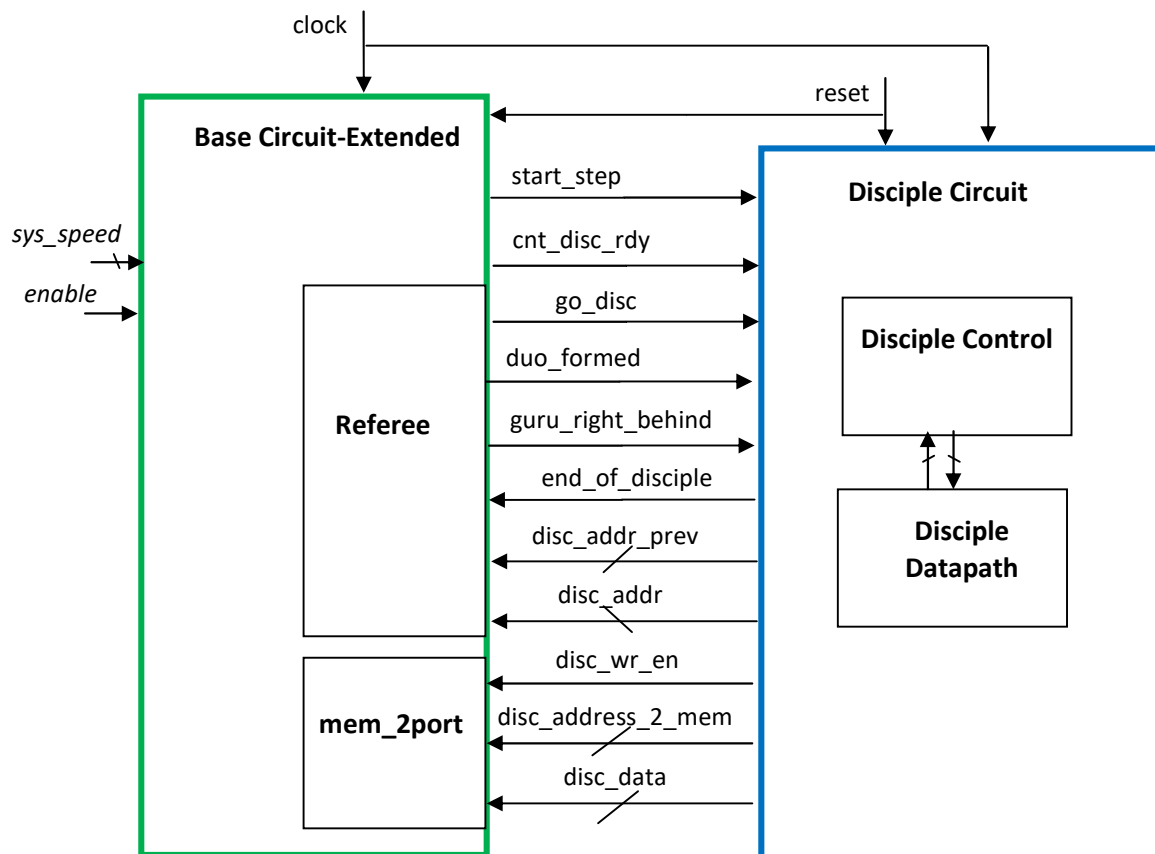 clock
reset
Base Circuit-Extended
start_step
Disciple Circuit
sys_speed
cnt_disc_rdy
enable
go_disc
Disciple Control
duo_formed
Referee
guru_right_behind
end_of_disciple
disc_addr_prev
Disciple
Datapath
disc_addr
disc_wr_en
mem_2port
disc_address_2_mem
disc_data